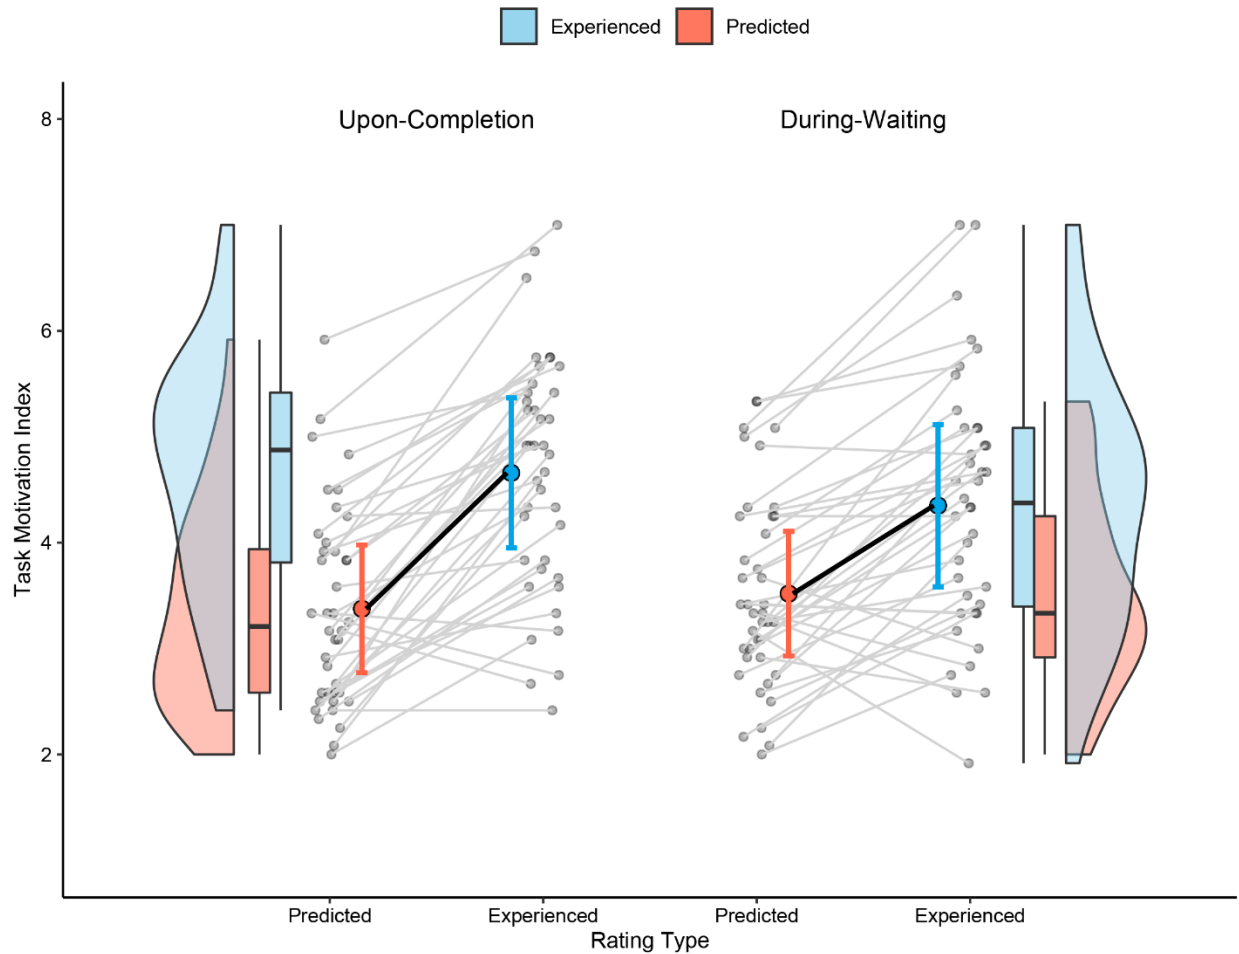 Experienced Predicted
Upon-Completion During-Waiting
8
6
4
2
Task Motivation Index
Predicted Experienced Predicted Experienced
Rating Type